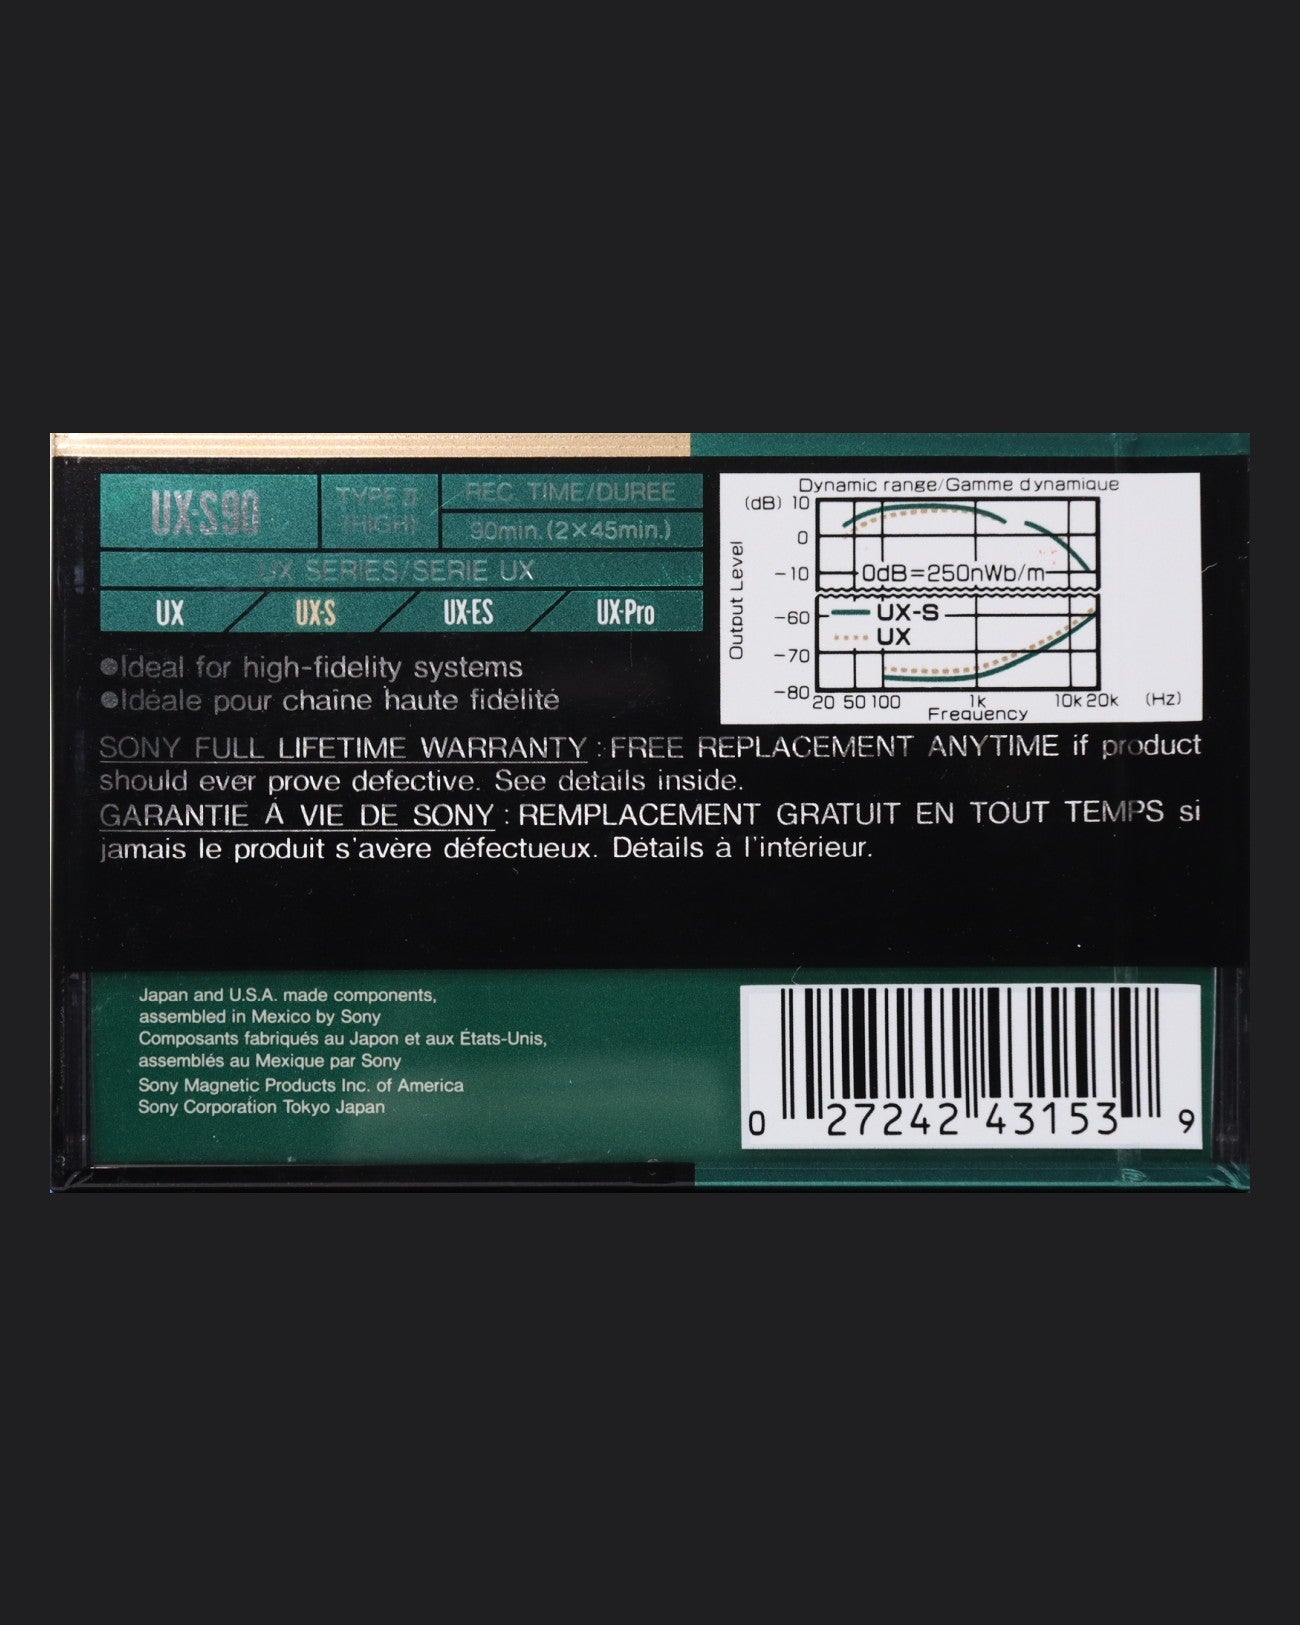 UX-S90
TYPE II
(HIGH)
REC. TIME/DUREE
90min.(2×45min.)
UX SERIES/SERIE UX
UX
UX-S
UX-ES
UX-Pro
●Ideal for high-fidelity systems
●Idéale pour chaîne haute fidélité
Dynamic range/Gamme dynamique
(dB) 10
0
-10
0dB=250nWb/m
Output Level
-60
UX-S
UX
-70
-80
20 50 100 1k 10k 20k (Hz)
Frequency
SONY FULL LIFETIME WARRANTY : FREE REPLACEMENT ANYTIME if product
should ever prove defective. See details inside.
GARANTIE À VIE DE SONY : REMPLACEMENT GRATUIT EN TOUT TEMPS si
jamais le produit s'avère défectueux. Détails à l'intérieur.
Japan and U.S.A. made components,
assembled in Mexico by Sony
Composants fabriqués au Japon et aux États-Unis,
assemblés au Mexique par Sony
Sony Magnetic Products Inc. of America
Sony Corporation Tokyo Japan
0 27242 43153 9